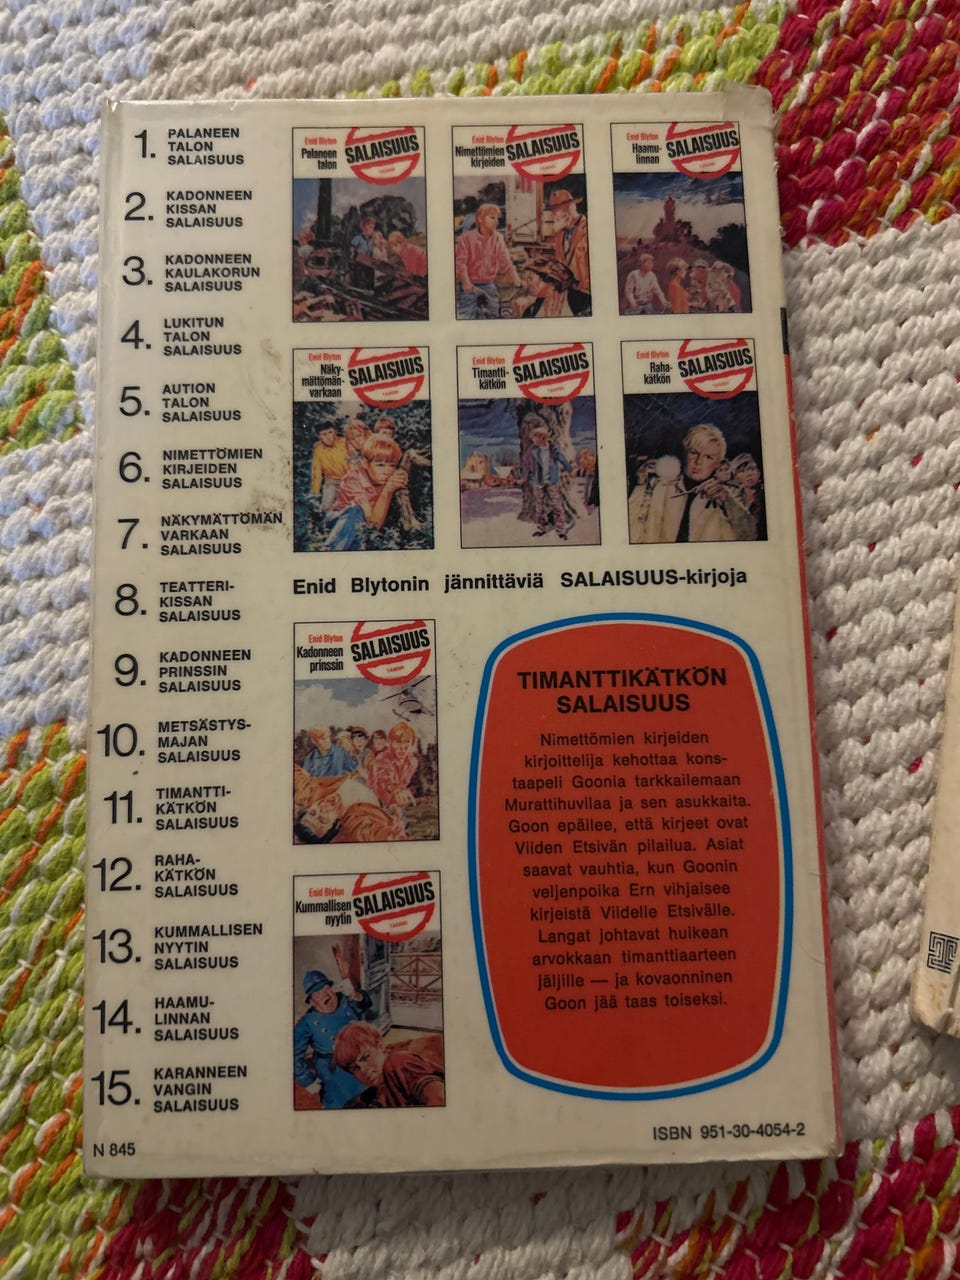 1. PALANEEN
TALON
SALAISUUS
2. KADONNEEN
KISSAN
SALAISUUS
3. KADONNEEN
KAULAKORUN
SALAISUUS
4. LUKITUN
TALON
SALAISUUS
5. AUTION
TALON
SALAISUUS
6. NIMETTÖMIEN
KIRJEIDEN
SALAISUUS
7. NÄKYMÄTTÖMÄN
VARKAAN
SALAISUUS
8. TEATTERI-
KISSAN
SALAISUUS
9. KADONNEEN
PRINSSIN
SALAISUUS
10. METSÄSTYS-
MAJAN
SALAISUUS
11. TIMANTTI-
KÄTKÖN
SALAISUUS
12. RAHA-
KÄTKÖN
SALAISUUS
13. KUMMALLISEN
NYYTIN
SALAISUUS
14. HAAMU-
LINNAN
SALAISUUS
15. KARANNEEN
VANGIN
SALAISUUS
N 845
Enid Blyton
Palaneen
talon
SALAISUUS
TAMMI
Enid Blyton
Nimettömien
kirjeiden
SALAISUUS
TAMMI
Enid Blyton
Haamu-
linnan
SALAISUUS
TAMMI
Enid Blyton
Näky-
mättömän-
varkaan
SALAISUUS
TAMMI
Enid Blyton
Timantti-
kätkön
SALAISUUS
TAMMI
Enid Blyton
Raha-
kätkön
SALAISUUS
TAMMI
Enid Blytonin jännittäviä SALAISUUS-kirjoja
Enid Blyton
Kadonneen
prinssin
SALAISUUS
TAMMI
Enid Blyton
Kummallisen
nyytin
SALAISUUS
TAMMI
TIMANTTIKÄTKÖN
SALAISUUS
Nimettömien kirjeiden
kirjoittelija kehottaa kons-
taapeli Goonia tarkkailemaan
Murattihuvilaa ja sen asukkaita.
Goon epäilee, että kirjeet ovat
Viiden Etsivän pilailua. Asiat
saavat vauhtia, kun Goonin
veljenpoika Ern vihjaisee
kirjeistä Viidelle Etsivälle.
Langat johtavat huikean
arvokkaan timanttiaarteen
jäljille — ja kovaonninen
Goon jää taas toiseksi.
ISBN 951-30-4054-2